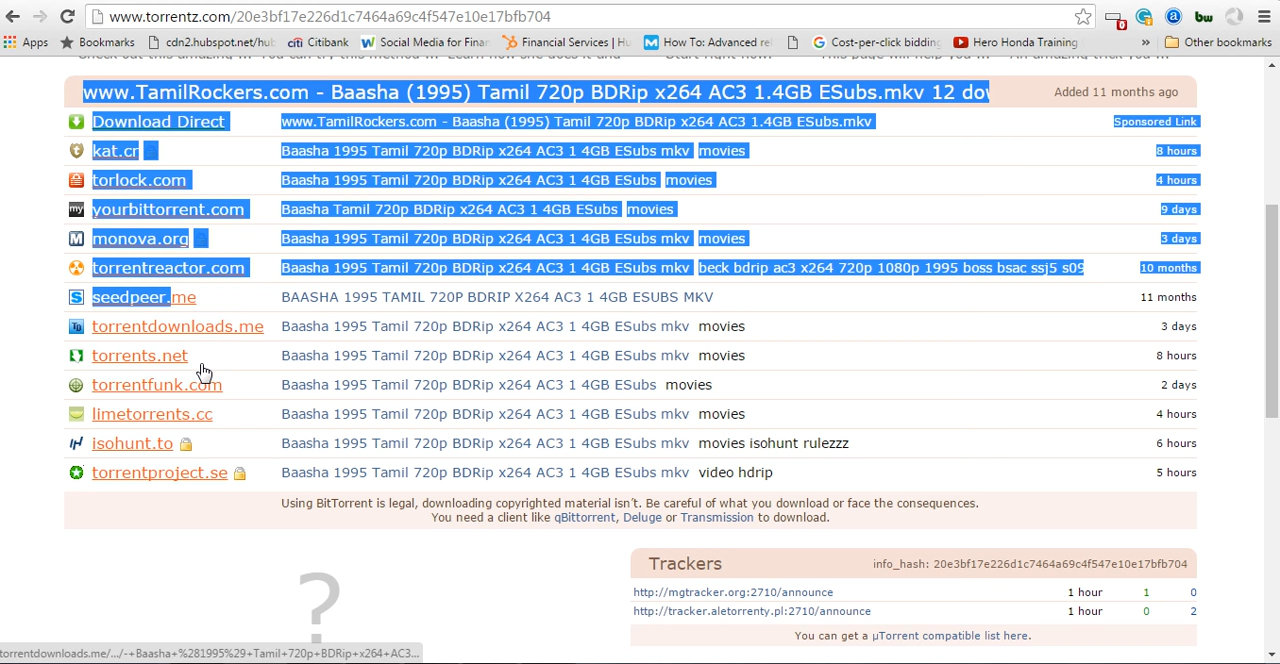 www.torrentz.com/20e3bf17e226d1c7464a69c4f547e10e17bfb704
0
a
bw
Apps Bookmarks cdn2.hubspot.net/hub citi Citibank W Social Media for Finan Financial Services | Hu M How To: Advanced re G Cost-per-click bidding Hero Honda Training » Other bookmarks
www.TamilRockers.com - Baasha (1995) Tamil 720p BDRip x264 AC3 1.4GB ESubs.mkv 12 dow Added 11 months ago
Download Direct www.TamilRockers.com - Baasha (1995) Tamil 720p BDRip x264 AC3 1.4GB ESubs.mkv Sponsored Link
kat.cr Baasha 1995 Tamil 720p BDRip x264 AC3 1 4GB ESubs mkv movies 8 hours
torlock.com Baasha 1995 Tamil 720p BDRip x264 AC3 1 4GB ESubs movies 4 hours
my yourbittorrent.com Baasha Tamil 720p BDRip x264 AC3 1 4GB ESubs movies 9 days
M monova.org Baasha 1995 Tamil 720p BDRip x264 AC3 1 4GB ESubs mkv movies 3 days
torrentreactor.com Baasha 1995 Tamil 720p BDRip x264 AC3 1 4GB ESubs mkv beck bdrip ac3 x264 720p 1080p 1995 boss bsac ssj5 s09 10 months
S seedpeer.me BAASHA 1995 TAMIL 720P BDRIP X264 AC3 1 4GB ESUBS MKV 11 months
torrentdownloads.me Baasha 1995 Tamil 720p BDRip x264 AC3 1 4GB ESubs mkv movies 3 days
torrents.net Baasha 1995 Tamil 720p BDRip x264 AC3 1 4GB ESubs mkv movies 8 hours
torrentfunk.com Baasha 1995 Tamil 720p BDRip x264 AC3 1 4GB ESubs movies 2 days
limetorrents.cc Baasha 1995 Tamil 720p BDRip x264 AC3 1 4GB ESubs mkv movies 4 hours
isohunt.to Baasha 1995 Tamil 720p BDRip x264 AC3 1 4GB ESubs mkv movies isohunt rulezzz 6 hours
torrentproject.se Baasha 1995 Tamil 720p BDRip x264 AC3 1 4GB ESubs mkv video hdrip 5 hours
Using BitTorrent is legal, downloading copyrighted material isn't. Be careful of what you download or face the consequences.
You need a client like qBittorrent, Deluge or Transmission to download.
?
Trackers info_hash: 20e3bf17e226d1c7464a69c4f547e10e17bfb704
http://mgtracker.org:2710/announce 1 hour 1 0
http://tracker.aletorrenty.pl:2710/announce 1 hour 0 2
You can get a µTorrent compatible list here.
torrentdownloads.me/.../-+Baasha+%281995%29+Tamil+720p+BDRip+x264+AC3...